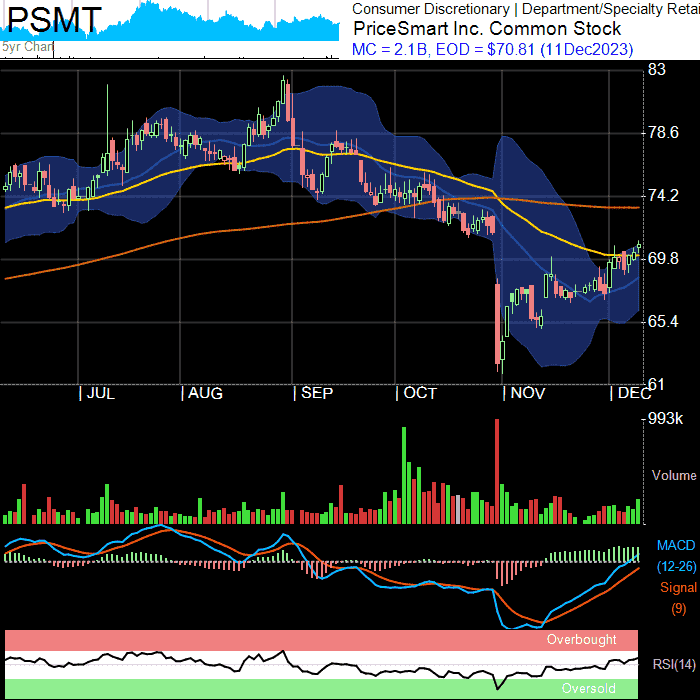 PSMT
5yr Chart
Consumer Discretionary | Department/Specialty Retai
PriceSmart Inc. Common Stock
MC = 2.1B, EOD = $70.81 (11Dec2023)
83
78.6
74.2
69.8
65.4
61
| JUL | AUG | SEP | OCT | NOV | DEC
993k
Volume
MACD
(12-26)
Signal
(9)
Overbought
RSI(14)
Oversold